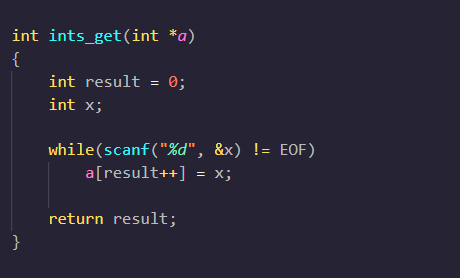 int ints_get(int *a)
{
    int result = 0;
    int x;

    while(scanf("%d", &x) != EOF)
        a[result++] = x;

    return result;
}